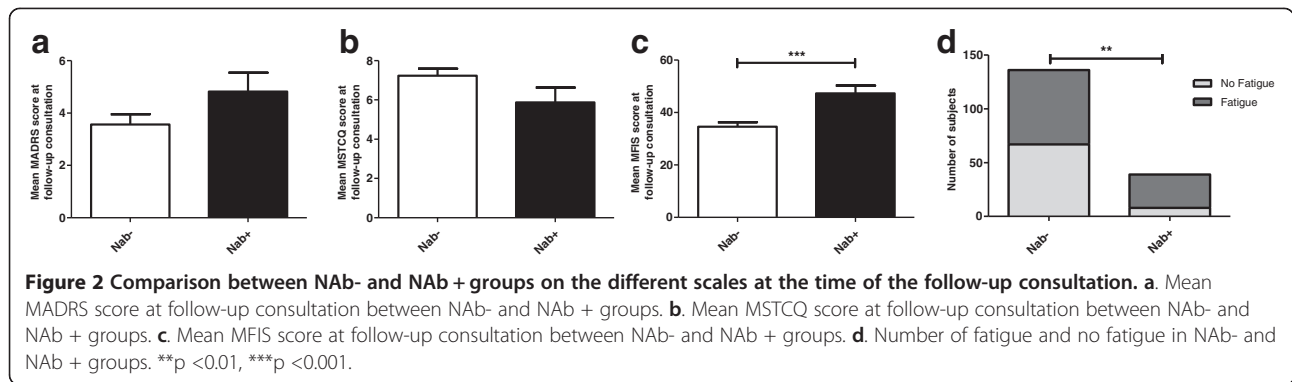 a
6
4
2
0
Mean MADRS score at
follow-up consultation
Nab-
Nab+
b
8
6
4
2
0
Mean MSTCQ score at
follow-up consultation
Nab-
Nab+
c
***
60
40
20
0
Mean MFIS score at
follow-up consultation
Nab-
Nab+
d
**
150
100
50
0
Number of subjects
Nab-
Nab+
No Fatigue
Fatigue
Figure 2 Comparison between NAb- and NAb + groups on the different scales at the time of the follow-up consultation. a. Mean
MADRS score at follow-up consultation between NAb- and NAb + groups. b. Mean MSTCQ score at follow-up consultation between NAb- and
NAb + groups. c. Mean MFIS score at follow-up consultation between NAb- and NAb + groups. d. Number of fatigue and no fatigue in NAb- and
NAb + groups. **p <0.01, ***p <0.001.